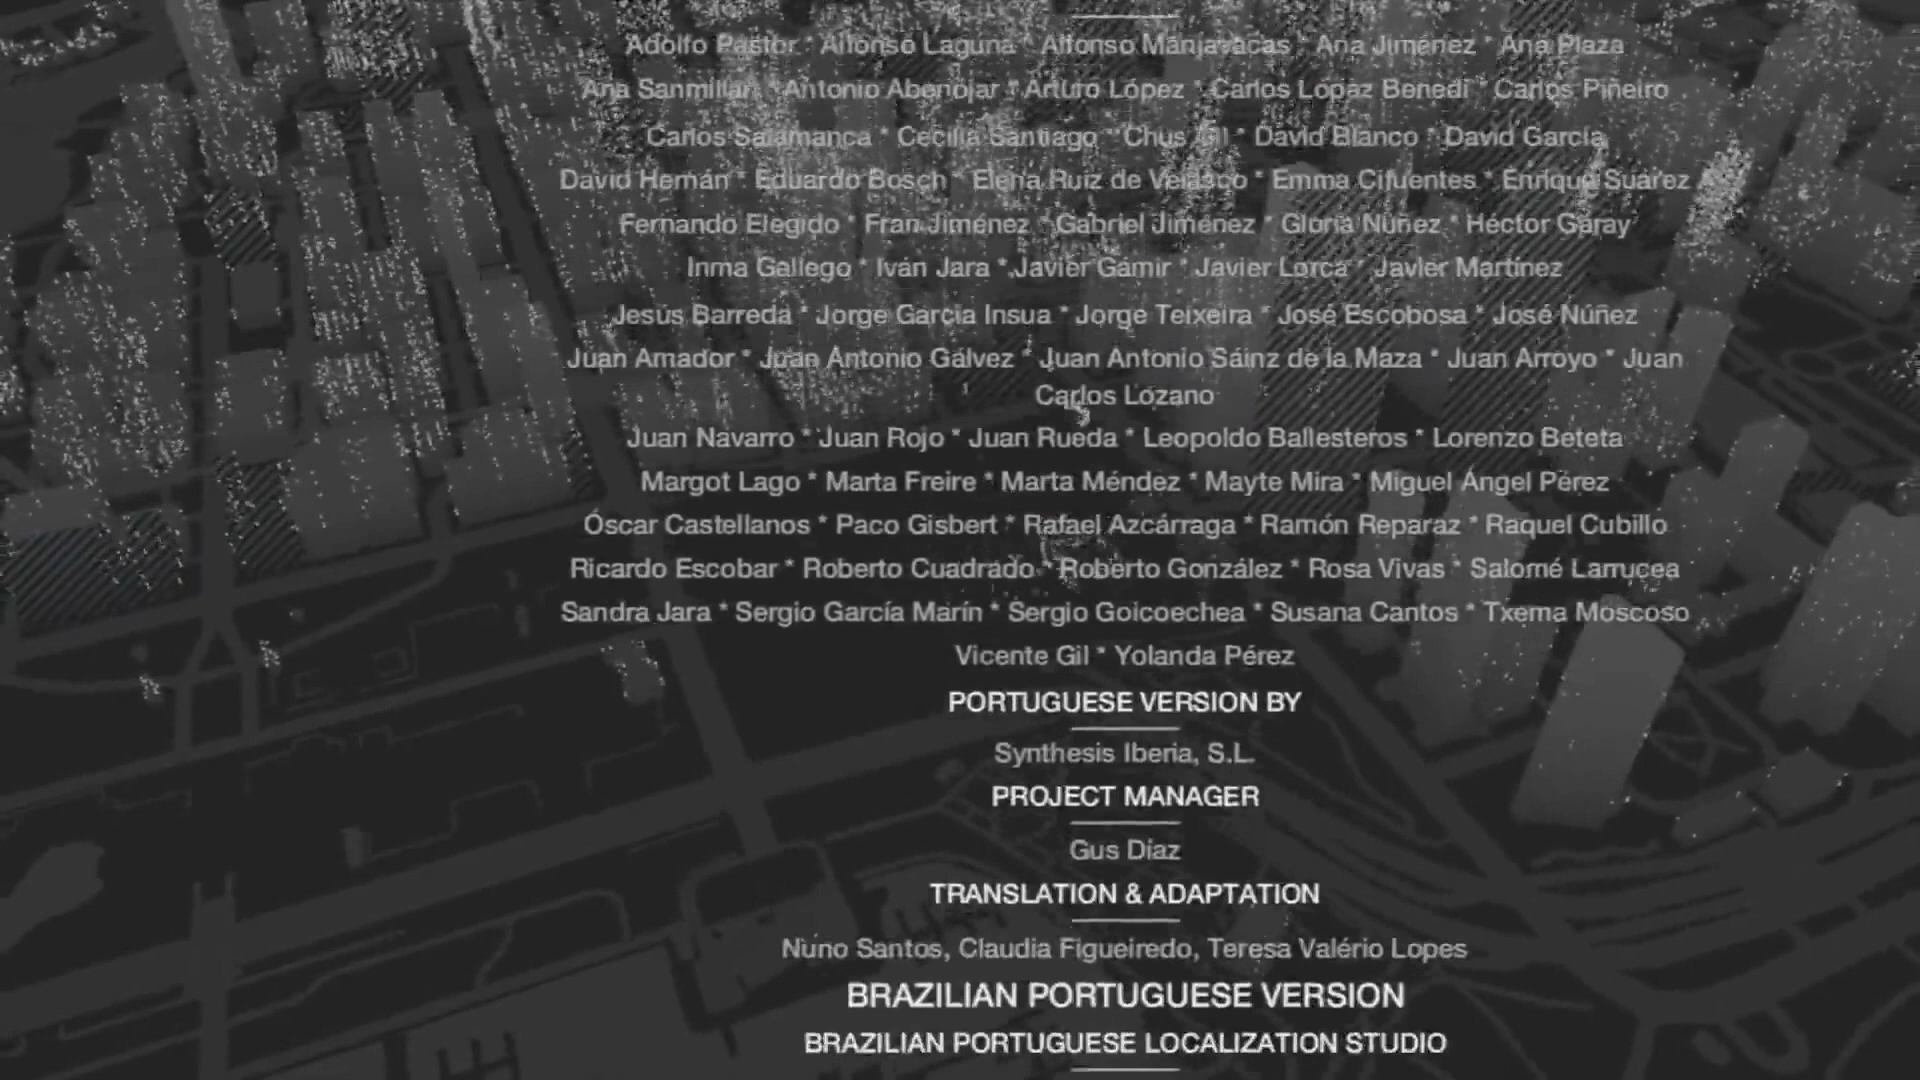 Adolfo Pastor * Alfonso Laguna * Alfonso Manjavacas * Ana Jiménez * Ana Plaza
Ana Sanmillán * Antonio Abenojar * Arturo López * Carlos Lopaz Benedi * Carlos Piñeiro
Carlos Salamanca * Cecilia Santiago * Chus Gil * David Blanco * David García
David Hernán * Eduardo Bosch * Elena Ruiz de Velasco * Emma Cifuentes * Enrique Suárez
Fernando Elegido * Fran Jiménez * Gabriel Jiménez * Gloria Núñez * Héctor Garay
Inma Gallego * Iván Jara * Javier Gámir * Javier Lorca * Javier Martínez
Jesús Barreda * Jorge García Insua * Jorge Teixeira * José Escobosa * José Núñez
Juan Amador * Juan Antonio Gálvez * Juan Antonio Sáinz de la Maza * Juan Arroyo * Juan
Carlos Lozano
Juan Navarro * Juan Rojo * Juan Rueda * Leopoldo Ballesteros * Lorenzo Beteta
Margot Lago * Marta Freire * Marta Méndez * Mayte Mira * Miguel Ángel Pérez
Óscar Castellanos * Paco Gisbert * Rafael Azcárraga * Ramón Reparaz * Raquel Cubillo
Ricardo Escobar * Roberto Cuadrado * Roberto González * Rosa Vivas * Salomé Larrucea
Sandra Jara * Sergio García Marín * Sergio Goicoechea * Susana Cantos * Txema Moscoso
Vicente Gil * Yolanda Pérez
PORTUGUESE VERSION BY
Synthesis Iberia, S.L.
PROJECT MANAGER
Gus Díaz
TRANSLATION & ADAPTATION
Nuno Santos, Claudia Figueiredo, Teresa Valério Lopes
BRAZILIAN PORTUGUESE VERSION
BRAZILIAN PORTUGUESE LOCALIZATION STUDIO